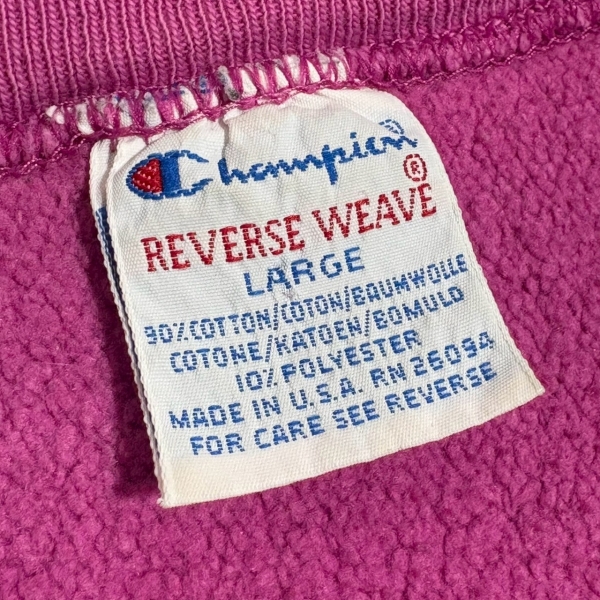 Champion®
REVERSE WEAVE®
LARGE
90% COTTON/COTON/BAUMWOLLE
COTONE/KATOEN/BOMULD
10% POLYESTER
MADE IN U.S.A. RN 26094
FOR CARE SEE REVERSE